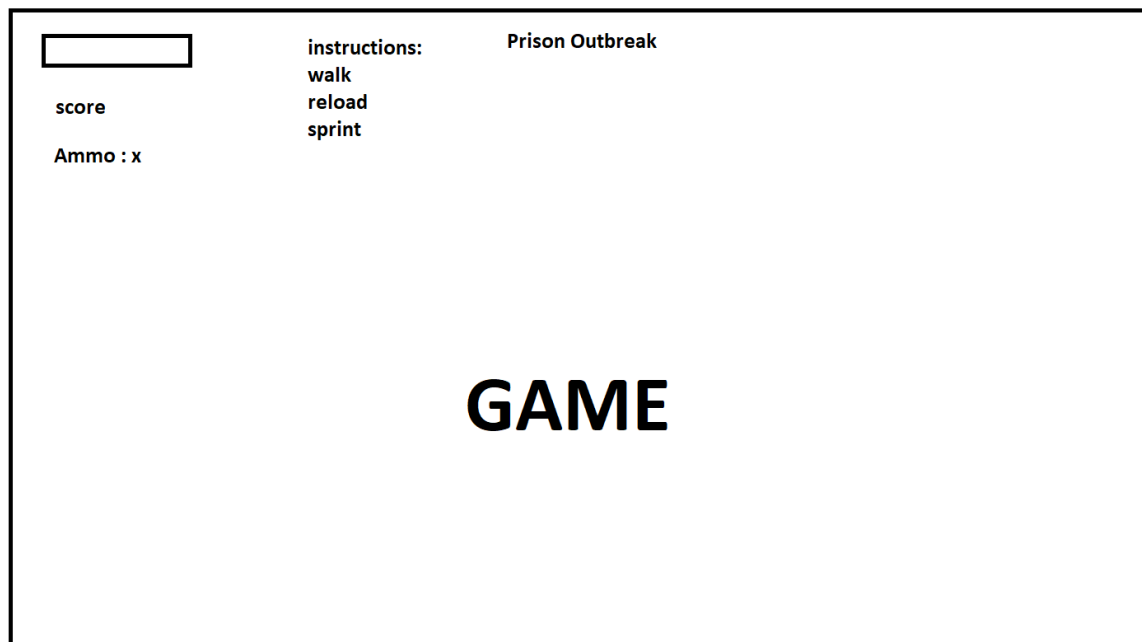 score
Ammo : x
instructions:
walk
reload
sprint
Prison Outbreak
GAME